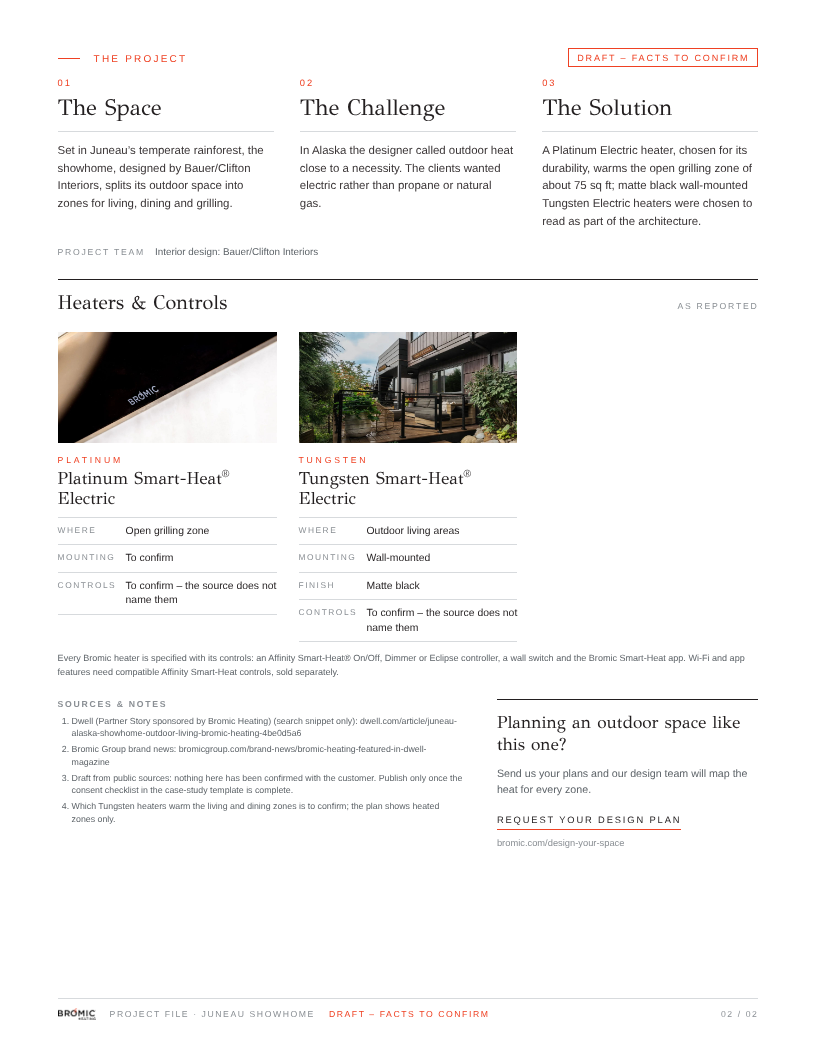 THE PROJECT
DRAFT – FACTS TO CONFIRM
01
The Space
Set in Juneau’s temperate rainforest, the
showhome, designed by Bauer/Clifton
Interiors, splits its outdoor space into
zones for living, dining and grilling.
02
The Challenge
In Alaska the designer called outdoor heat
close to a necessity. The clients wanted
electric rather than propane or natural
gas.
03
The Solution
A Platinum Electric heater, chosen for its
durability, warms the open grilling zone of
about 75 sq ft; matte black wall-mounted
Tungsten Electric heaters were chosen to
read as part of the architecture.
PROJECT TEAM Interior design: Bauer/Clifton Interiors
Heaters & Controls
AS REPORTED
BROMIC
PLATINUM
Platinum Smart-Heat®
Electric
WHERE Open grilling zone
MOUNTING To confirm
CONTROLS To confirm – the source does not
name them
TUNGSTEN
Tungsten Smart-Heat®
Electric
WHERE Outdoor living areas
MOUNTING Wall-mounted
FINISH Matte black
CONTROLS To confirm – the source does not
name them
Every Bromic heater is specified with its controls: an Affinity Smart-Heat® On/Off, Dimmer or Eclipse controller, a wall switch and the Bromic Smart-Heat app. Wi-Fi and app
features need compatible Affinity Smart-Heat controls, sold separately.
SOURCES & NOTES
1. Dwell (Partner Story sponsored by Bromic Heating) (search snippet only): dwell.com/article/juneau-
alaska-showhome-outdoor-living-bromic-heating-4be0d5a6
2. Bromic Group brand news: bromicgroup.com/brand-news/bromic-heating-featured-in-dwell-
magazine
3. Draft from public sources: nothing here has been confirmed with the customer. Publish only once the
consent checklist in the case-study template is complete.
4. Which Tungsten heaters warm the living and dining zones is to confirm; the plan shows heated
zones only.
Planning an outdoor space like
this one?
Send us your plans and our design team will map the
heat for every zone.
REQUEST YOUR DESIGN PLAN
bromic.com/design-your-space
BROMIC
HEATING
PROJECT FILE · JUNEAU SHOWHOME DRAFT – FACTS TO CONFIRM
02 / 02